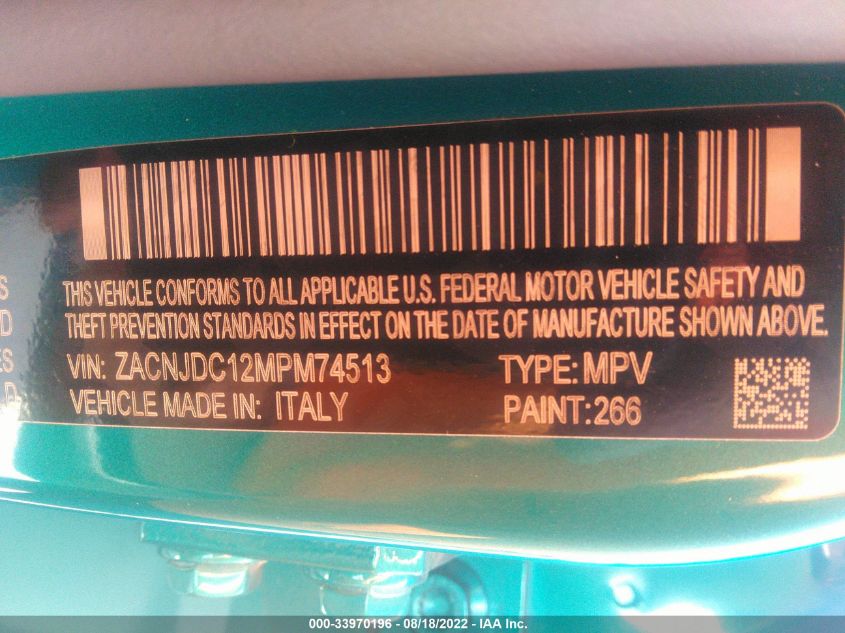 THIS VEHICLE CONFORMS TO ALL APPLICABLE U.S. FEDERAL MOTOR VEHICLE SAFETY AND
THEFT PREVENTION STANDARDS IN EFFECT ON THE DATE OF MANUFACTURE SHOWN ABOVE.
VIN: ZACNJDC12MPM74513 TYPE: MPV
VEHICLE MADE IN: ITALY PAINT: 266
000-33970196 - 08/18/2022 - IAA Inc.